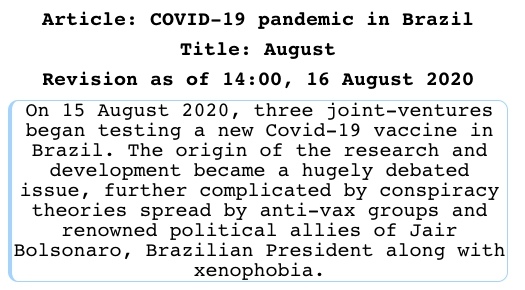 Article: COVID-19 pandemic in Brazil
Title: August
Revision as of 14:00, 16 August 2020
On 15 August 2020, three joint-ventures
began testing a new Covid-19 vaccine in
Brazil. The origin of the research and
development became a hugely debated
issue, further complicated by conspiracy
theories spread by anti-vax groups and
renowned political allies of Jair
Bolsonaro, Brazilian President along with
xenophobia.